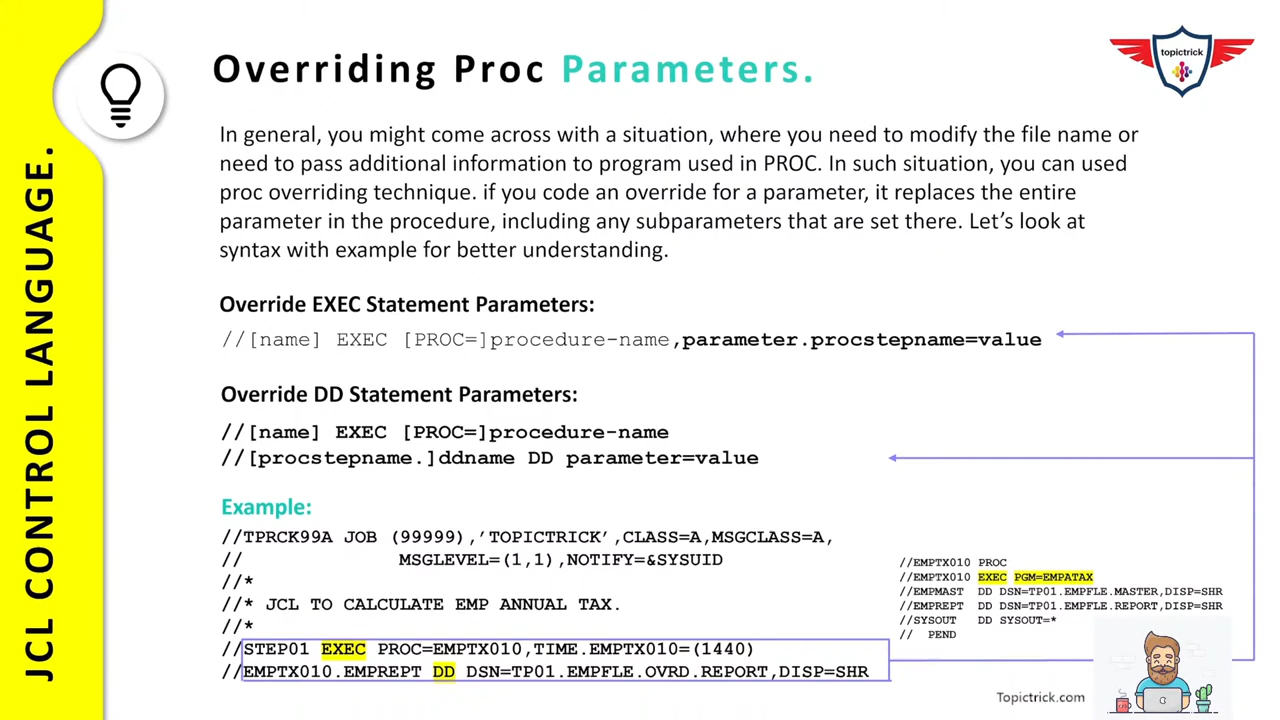 Overriding Proc Parameters.
topictrick
JCL CONTROL LANGUAGE.
In general, you might come across with a situation, where you need to modify the file name or
need to pass additional information to program used in PROC. In such situation, you can used
proc overriding technique. if you code an override for a parameter, it replaces the entire
parameter in the procedure, including any subparameters that are set there. Let's look at
syntax with example for better understanding.
Override EXEC Statement Parameters:
//[name] EXEC [PROC=]procedure-name,parameter.procstepname=value
Override DD Statement Parameters:
//[name] EXEC [PROC=]procedure-name
//[procstepname.]ddname DD parameter=value
Example:
//TPRCK99A JOB (99999),'TOPICTRICK',CLASS=A,MSGCLASS=A,
// MSGLEVEL=(1,1),NOTIFY=&SYSUID
//*
//* JCL TO CALCULATE EMP ANNUAL TAX.
//*
//STEP01 EXEC PROC=EMPTX010,TIME.EMPTX010=(1440)
//EMPTX010.EMPREPT DD DSN=TP01.EMPFLE.OVRD.REPORT,DISP=SHR
//EMPTX010 PROC
//EMPTX010 EXEC PGM=EMPATAX
//EMPMAST DD DSN=TP01.EMPFLE.MASTER,DISP=SHR
//EMPREPT DD DSN=TP01.EMPFLE.REPORT,DISP=SHR
//SYSOUT DD SYSOUT=*
// PEND
Topictrick.com